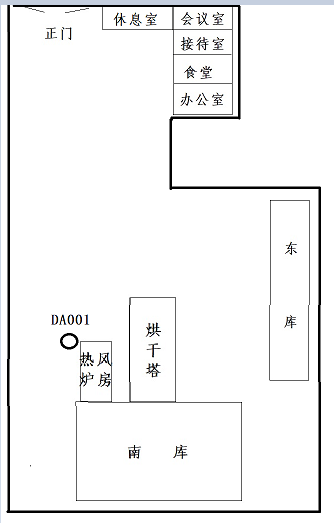 正门
休息室
会议室
接待室
食堂
办公室
东
库
DA001
烘
干
塔
热风
炉房
南 库